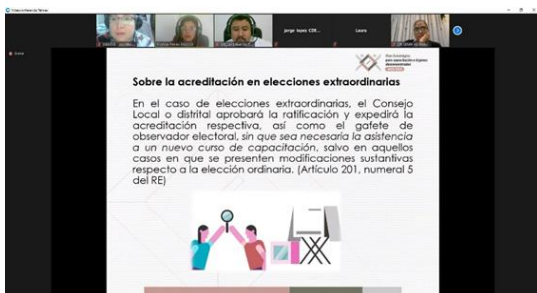 Jorge lopez CDE...
Laura
Sobre la acreditación en elecciones extraordinarias
En el caso de elecciones extraordinarias, el Consejo
Local o distrital aprobará la ratificación y expedirá la
acreditación respectiva, así como el gafete de
observador electoral, sin que sea necesaria la asistencia
a un nuevo curso de capacitación, salvo en aquellos
casos en que se presenten modificaciones sustantivas
respecto a la elección ordinaria. (Artículo 201, numeral 5
del RE)